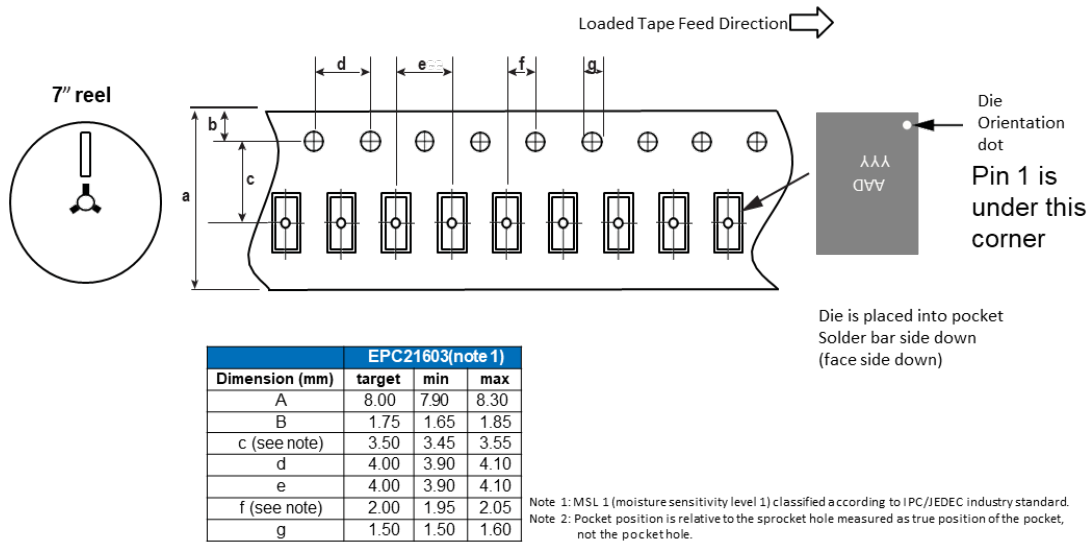 Loaded Tape Feed Direction
d
e
f
g
7” reel
b
c
a
Die
Orientation
dot
YYY
AAD
Pin 1 is
under this
corner
Die is placed into pocket
Solder bar side down
(face side down)
EPC21603(note 1)
Dimension (mm) target min max
A 8.00 7.90 8.30
B 1.75 1.65 1.85
c (see note) 3.50 3.45 3.55
d 4.00 3.90 4.10
e 4.00 3.90 4.10
f (see note) 2.00 1.95 2.05
g 1.50 1.50 1.60
Note 1: MSL 1 (moisture sensitivity level 1) classified according to IPC/JEDEC industry standard.
Note 2: Pocket position is relative to the sprocket hole measured as true position of the pocket,
not the pocket hole.